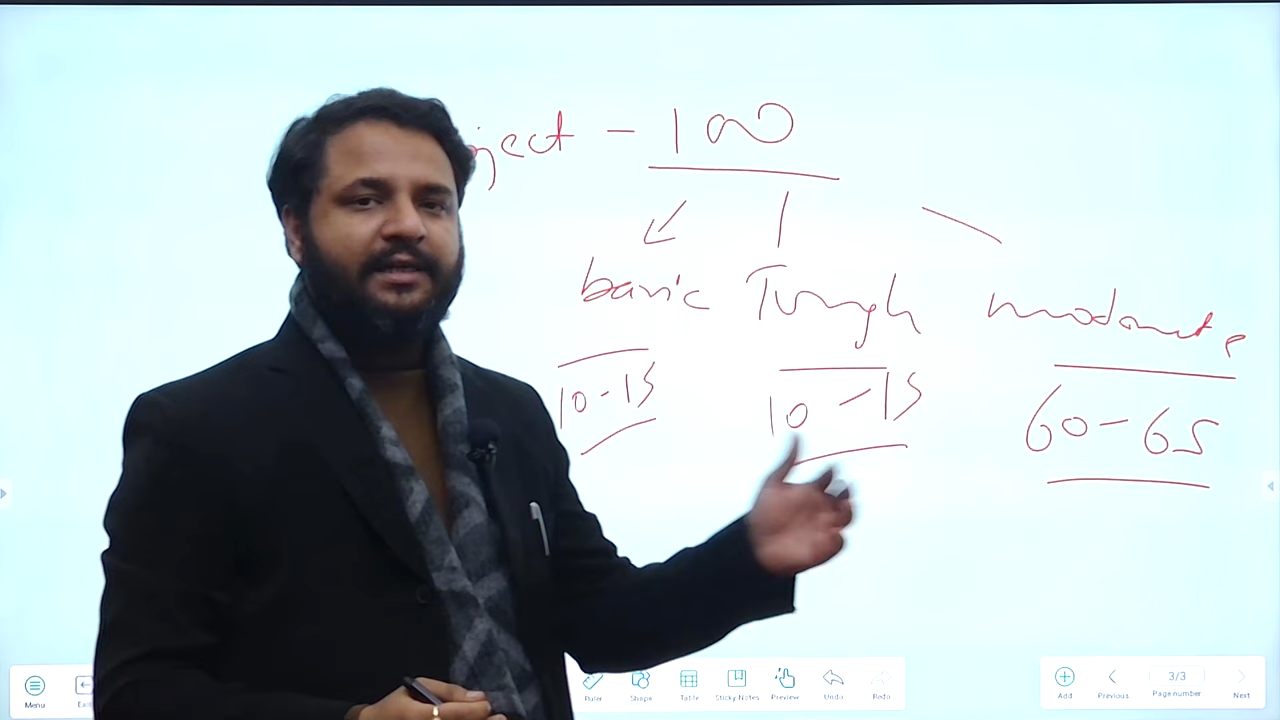 ject - 100
basic Tough moderate
10-15 10-15 60-65
Menu Exit Ruler Shape Table Sticky Notes Preview Undo Redo Add Previous 3/3 Page number Next